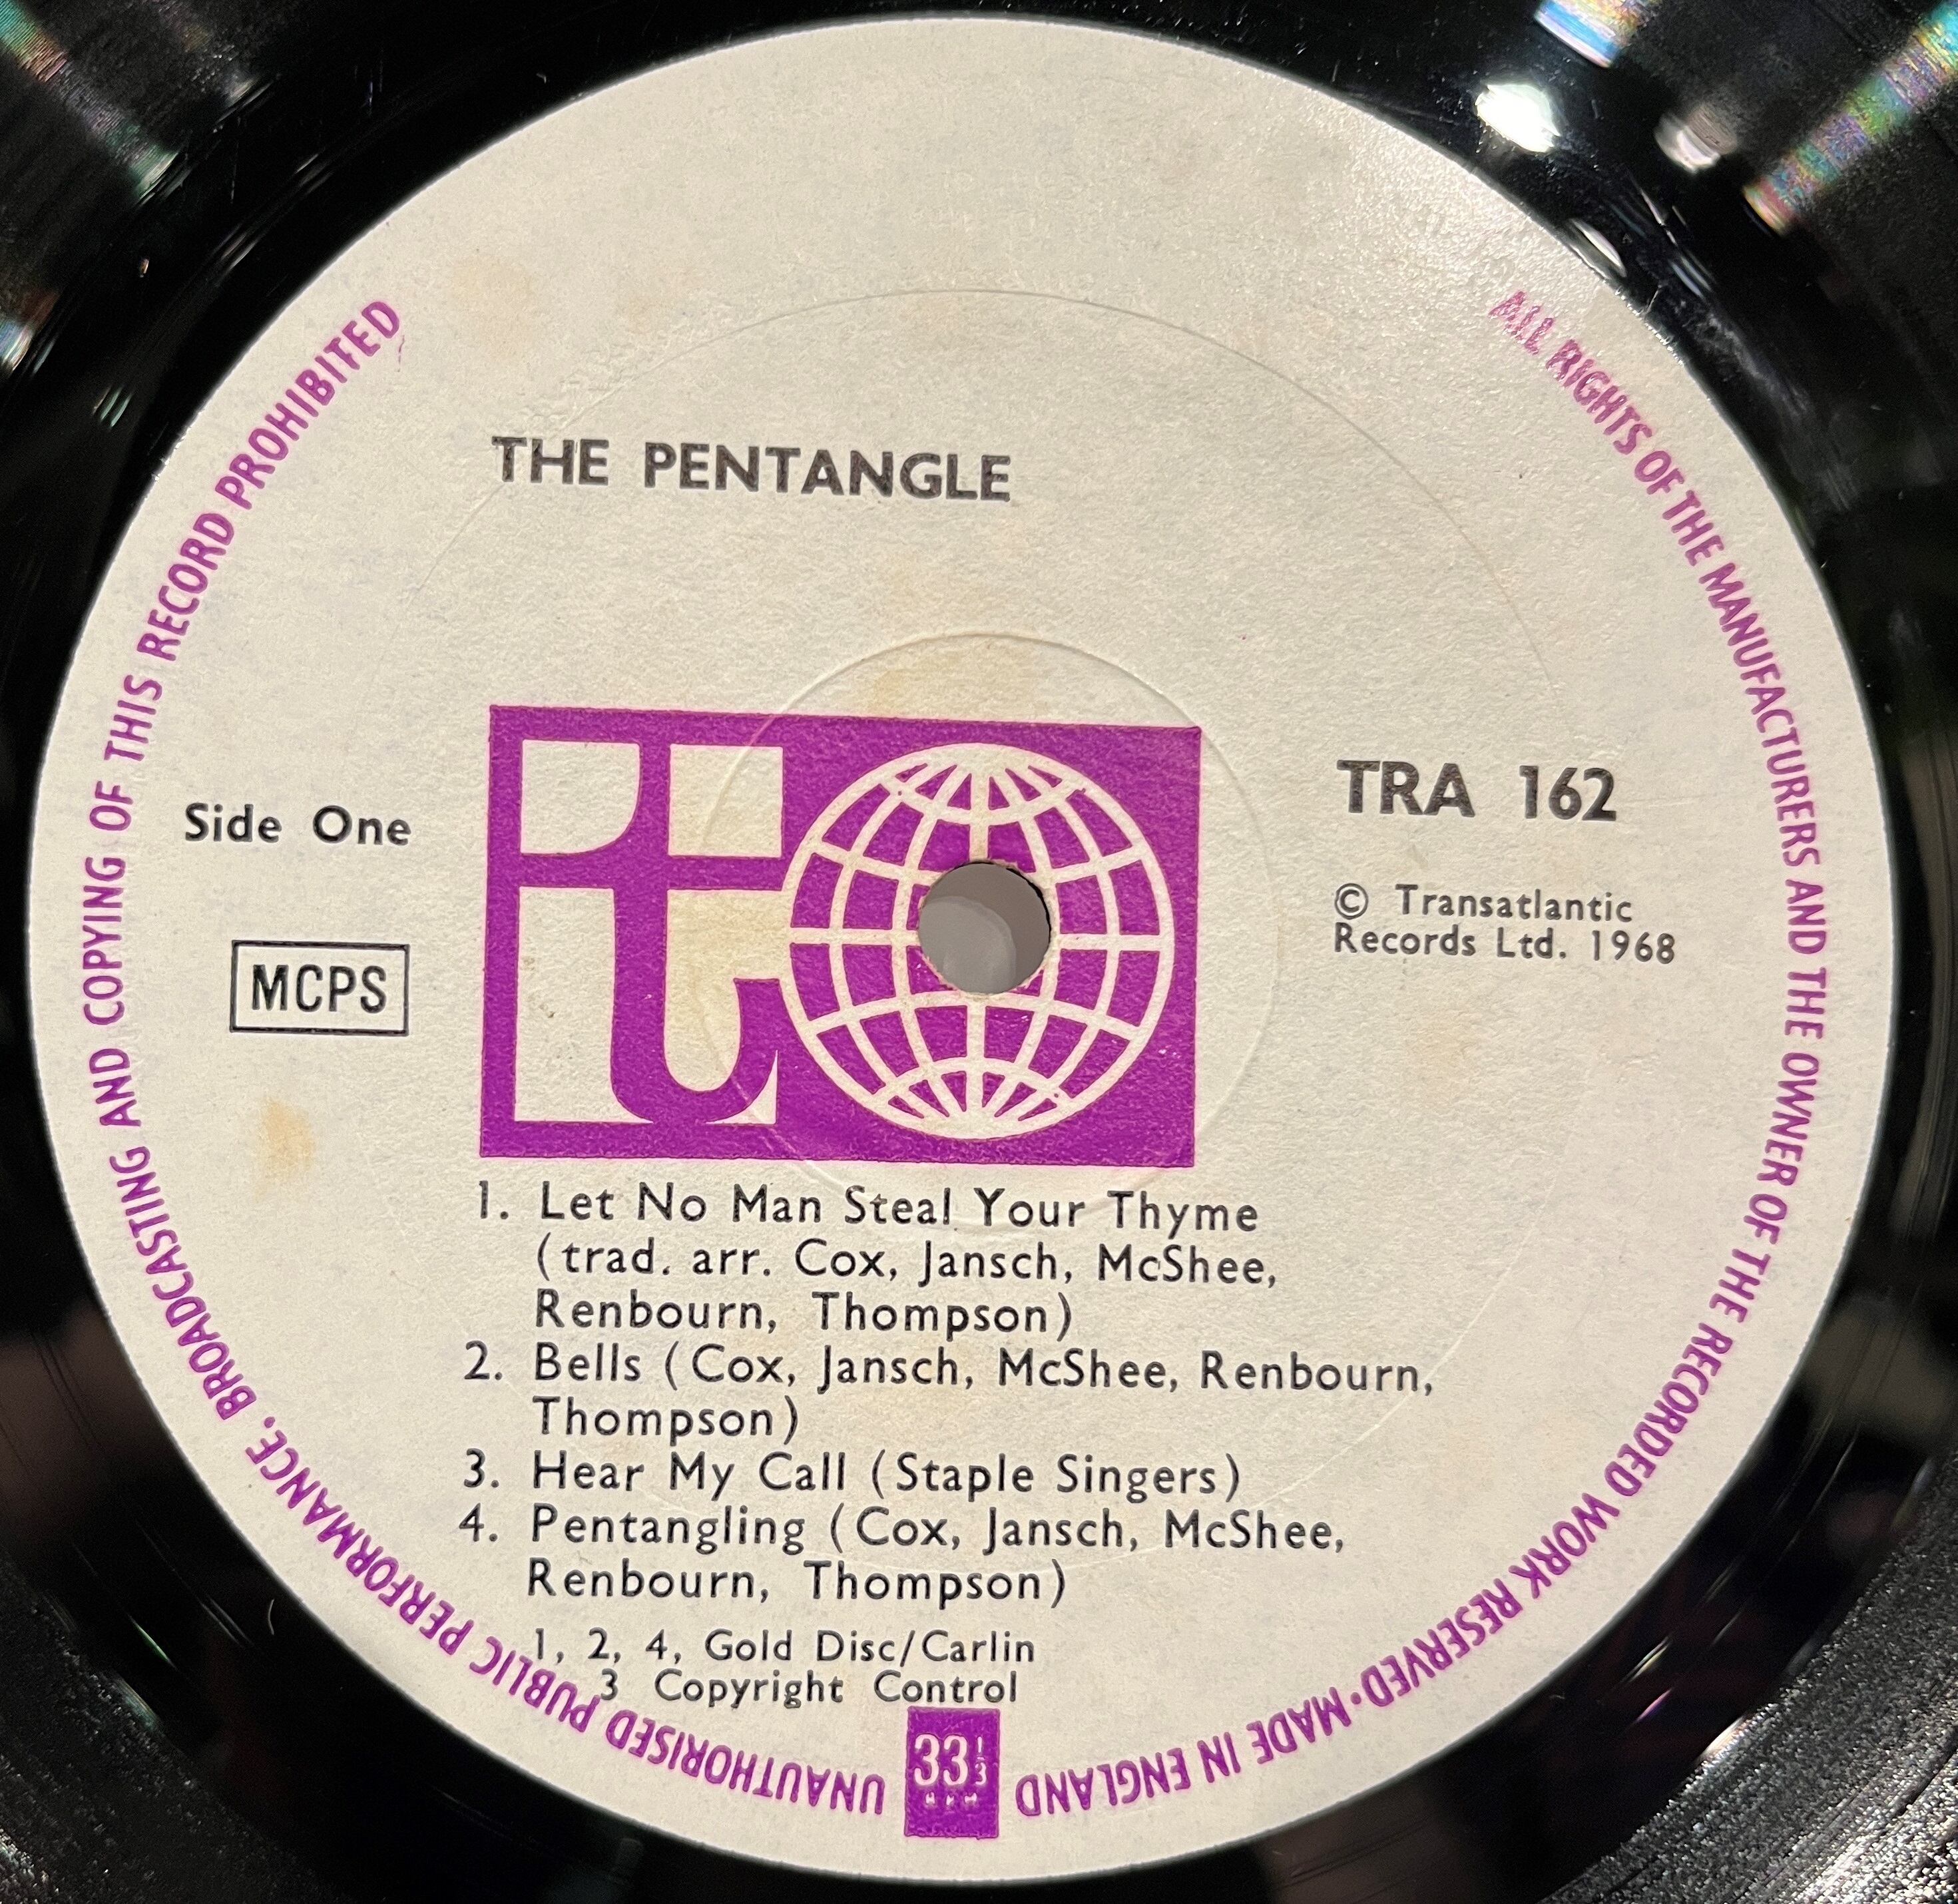 THE PENTANGLE
Side One
MCPS
it
TRA 162
© Transatlantic
Records Ltd. 1968
1. Let No Man Steal Your Thyme
(trad. arr. Cox, Jansch, McShee,
Renbourn, Thompson)
2. Bells (Cox, Jansch, McShee, Renbourn,
Thompson)
3. Hear My Call (Staple Singers)
4. Pentangling (Cox, Jansch, McShee,
Renbourn, Thompson)
1, 2, 4, Gold Disc/Carlin
3 Copyright Control
33⅓
RPM
ALL RIGHTS OF THE MANUFACTURERS AND THE OWNER OF THE RECORDED WORK RESERVED·MADE IN ENGLAND
UNAUTHORISED PUBLIC PERFORMANCE, BROADCASTING AND COPYING OF THIS RECORD PROHIBITED